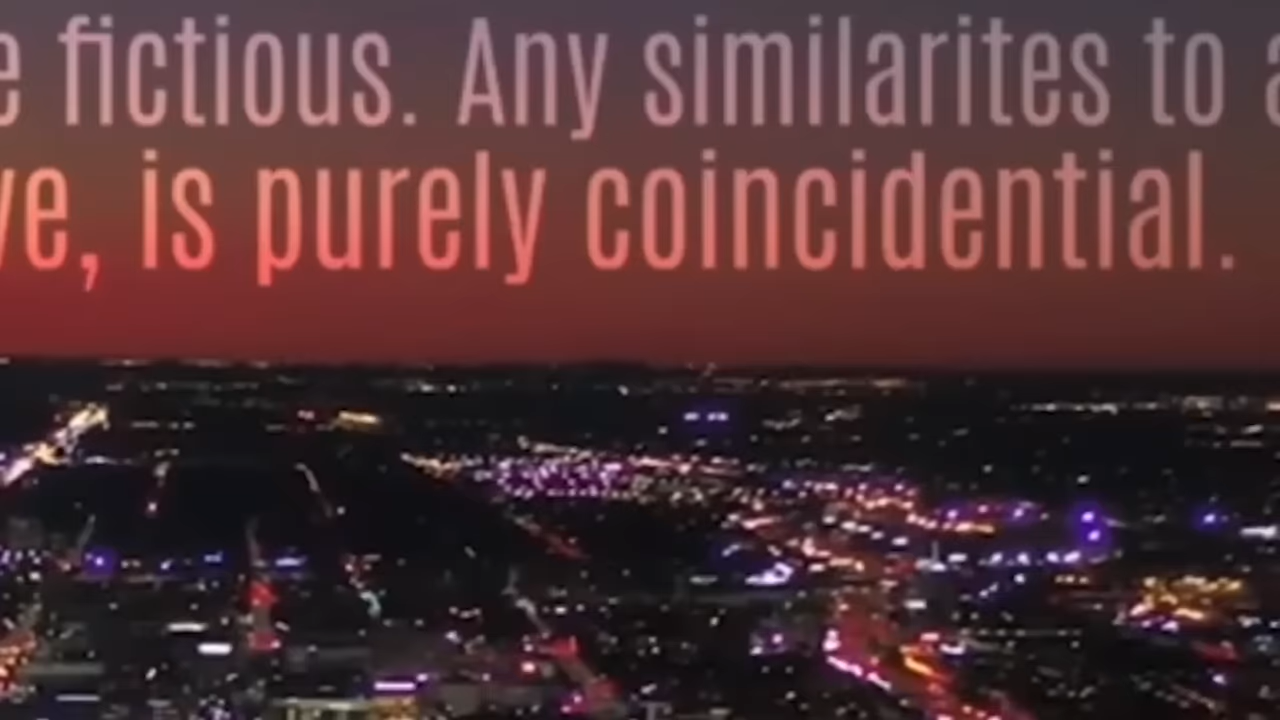 e fictious. Any similarites to a
ve, is purely coincidential.